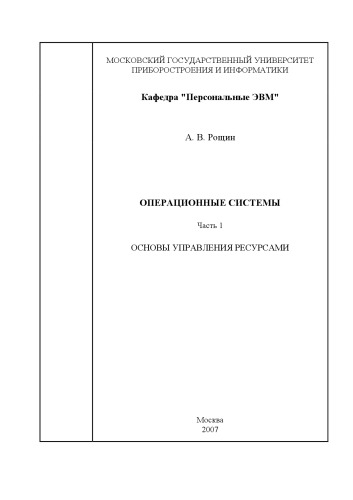 МОСКОВСКИЙ ГОСУДАРСТВЕННЫЙ УНИВЕРСИТЕТ
ПРИБОРОСТРОЕНИЯ И ИНФОРМАТИКИ
Кафедра "Персональные ЭВМ"
А. В. Рощин
ОПЕРАЦИОННЫЕ СИСТЕМЫ
Часть 1
ОСНОВЫ УПРАВЛЕНИЯ РЕСУРСАМИ
Москва
2007